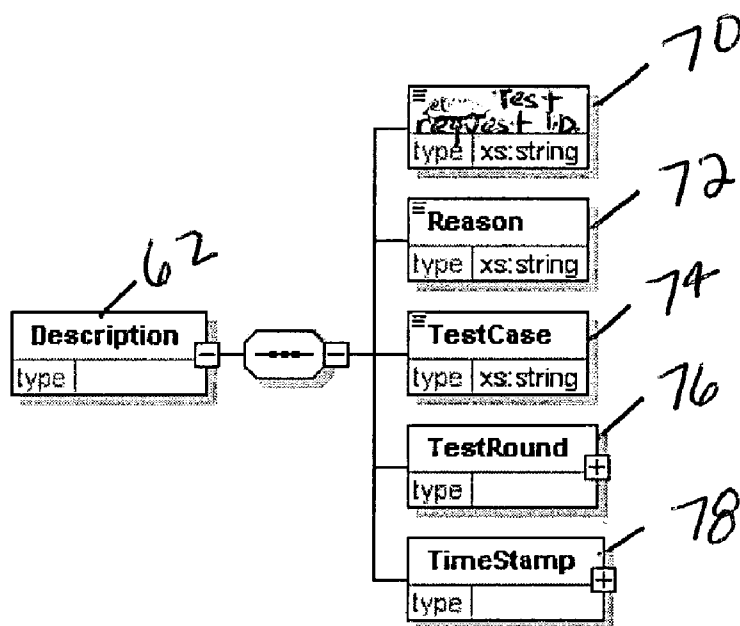 70
Test
request I.D.
type xs:string
72
Reason
type xs:string
62
74
Description
type
TestCase
type xs:string
76
TestRound
type
78
TimeStamp
type